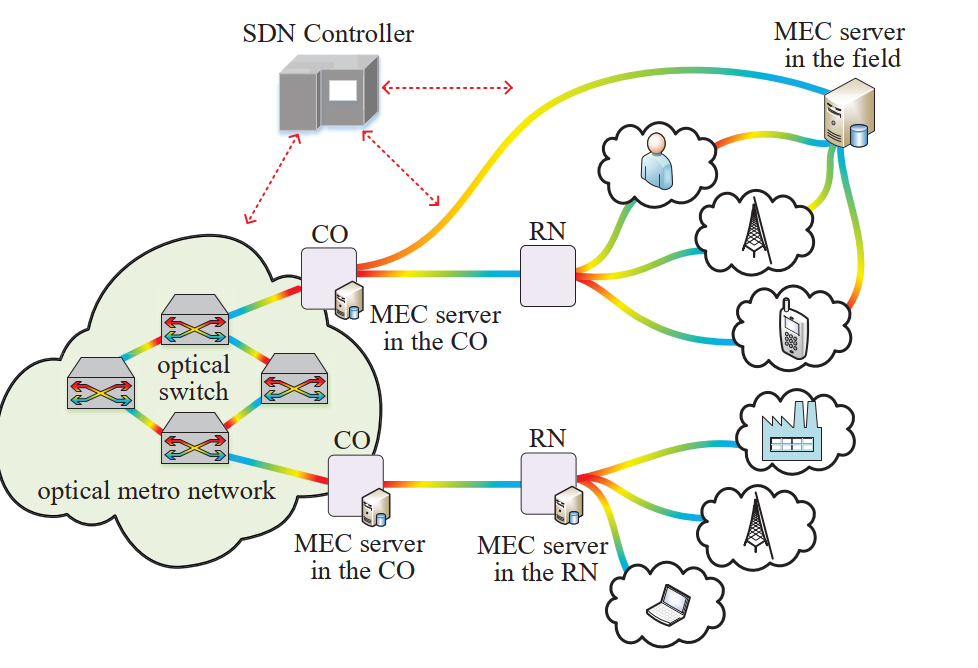 SDN Controller
MEC server
in the field
CO
RN
MEC server
in the CO
optical
switch
CO
RN
optical metro network
MEC server
in the CO
MEC server
in the RN